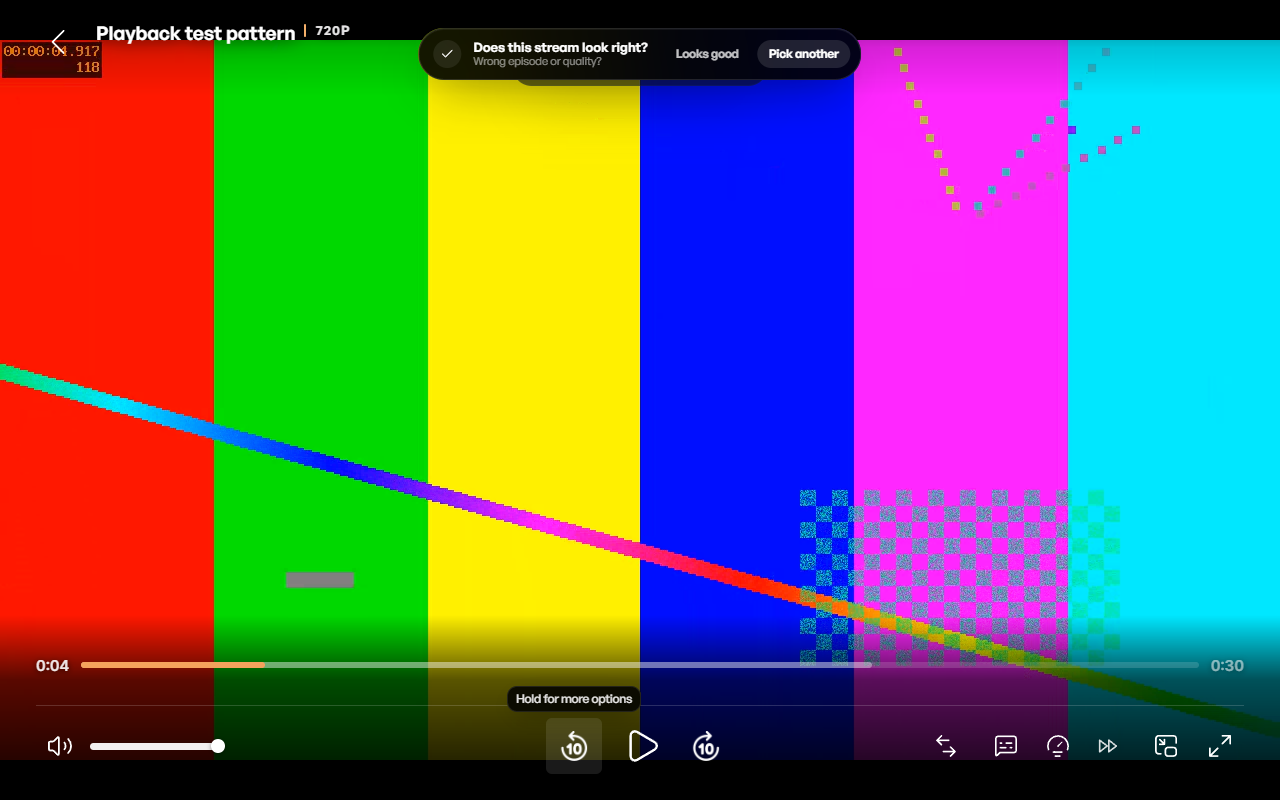 Playback test pattern | 720P
00:00:04.917
118
Does this stream look right?
Wrong episode or quality?
Looks good
Pick another
0:04
0:30
Hold for more options
10
10